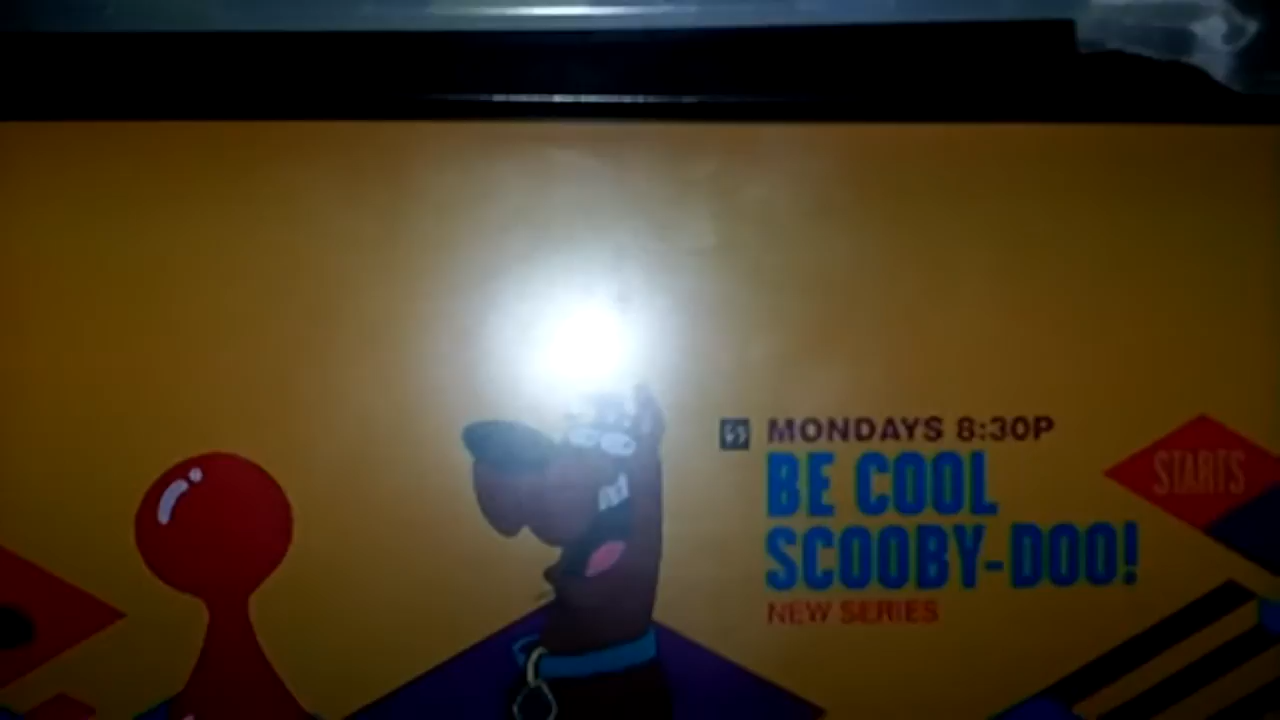 MONDAYS 8:30P
BE COOL
SCOOBY-DOO!
NEW SERIES
STARTS